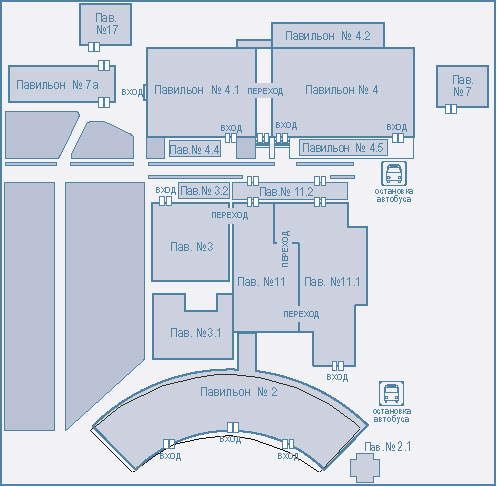 Пав.
№17
Павильон № 4.2
Павильон № 7а
ВХОД
Павильон № 4.1
ПЕРЕХОД
Павильон № 4
Пав.
№ 7
ВХОД
ВХОД
ВХОД
Пав.№ 4.4
Павильон № 4.5
остановка
автобуса
ВХОД
Пав.№ 3.2
Пав.№ 11.2
ПЕРЕХОД
Пав. №3
ПЕРЕХОД
Пав. №11
Пав. №11.1
ПЕРЕХОД
Пав. №3.1
ВХОД
Павильон № 2
остановка
автобуса
ВХОД
ВХОД
ВХОД
Пав.№ 2.1